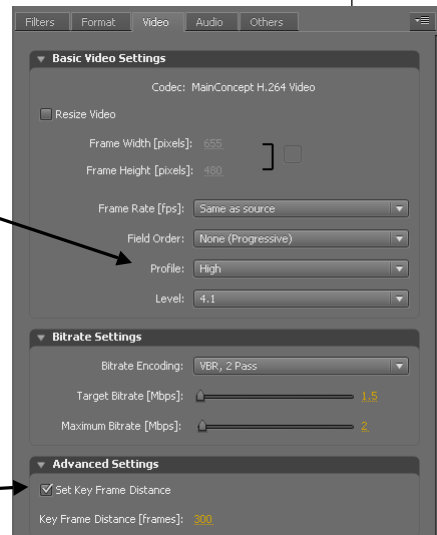 Filters Format Video Audio Others
Basic Video Settings
Codec: MainConcept H.264 Video
Resize Video
Frame Width [pixels]: 655
Frame Height [pixels]: 480
Frame Rate [fps]: Same as source
Field Order: None (Progressive)
Profile: High
Level: 4.1
Bitrate Settings
Bitrate Encoding: VBR, 2 Pass
Target Bitrate [Mbps]: 1.5
Maximum Bitrate [Mbps]: 2
Advanced Settings
Set Key Frame Distance
Key Frame Distance [frames]: 300